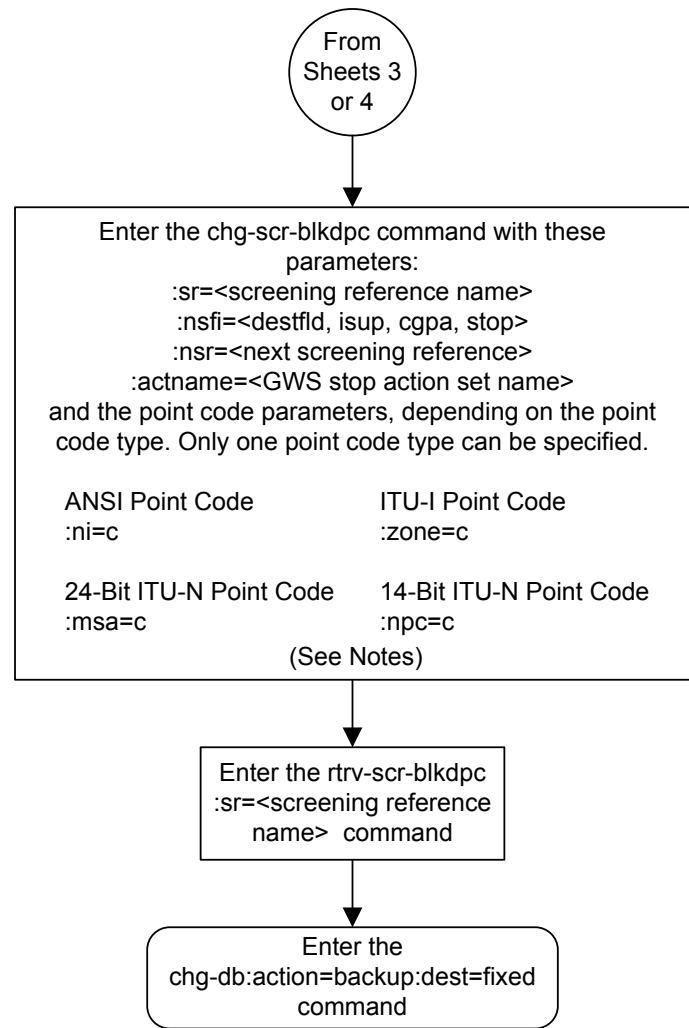 From
Sheets 3
or 4
Enter the chg-scr-blkdpc command with these
parameters:
:sr=<screening reference name>
:nsfi=<destfld, isup, cgpa, stop>
:nsr=<next screening reference>
:actname=<GWS stop action set name>
and the point code parameters, depending on the point
code type. Only one point code type can be specified.
ANSI Point Code
:ni=c
ITU-I Point Code
:zone=c
24-Bit ITU-N Point Code
:msa=c
14-Bit ITU-N Point Code
:npc=c
(See Notes)
Enter the rtrv-scr-blkdpc
:sr=<screening reference
name> command
Enter the
chg-db:action=backup:dest=fixed
command